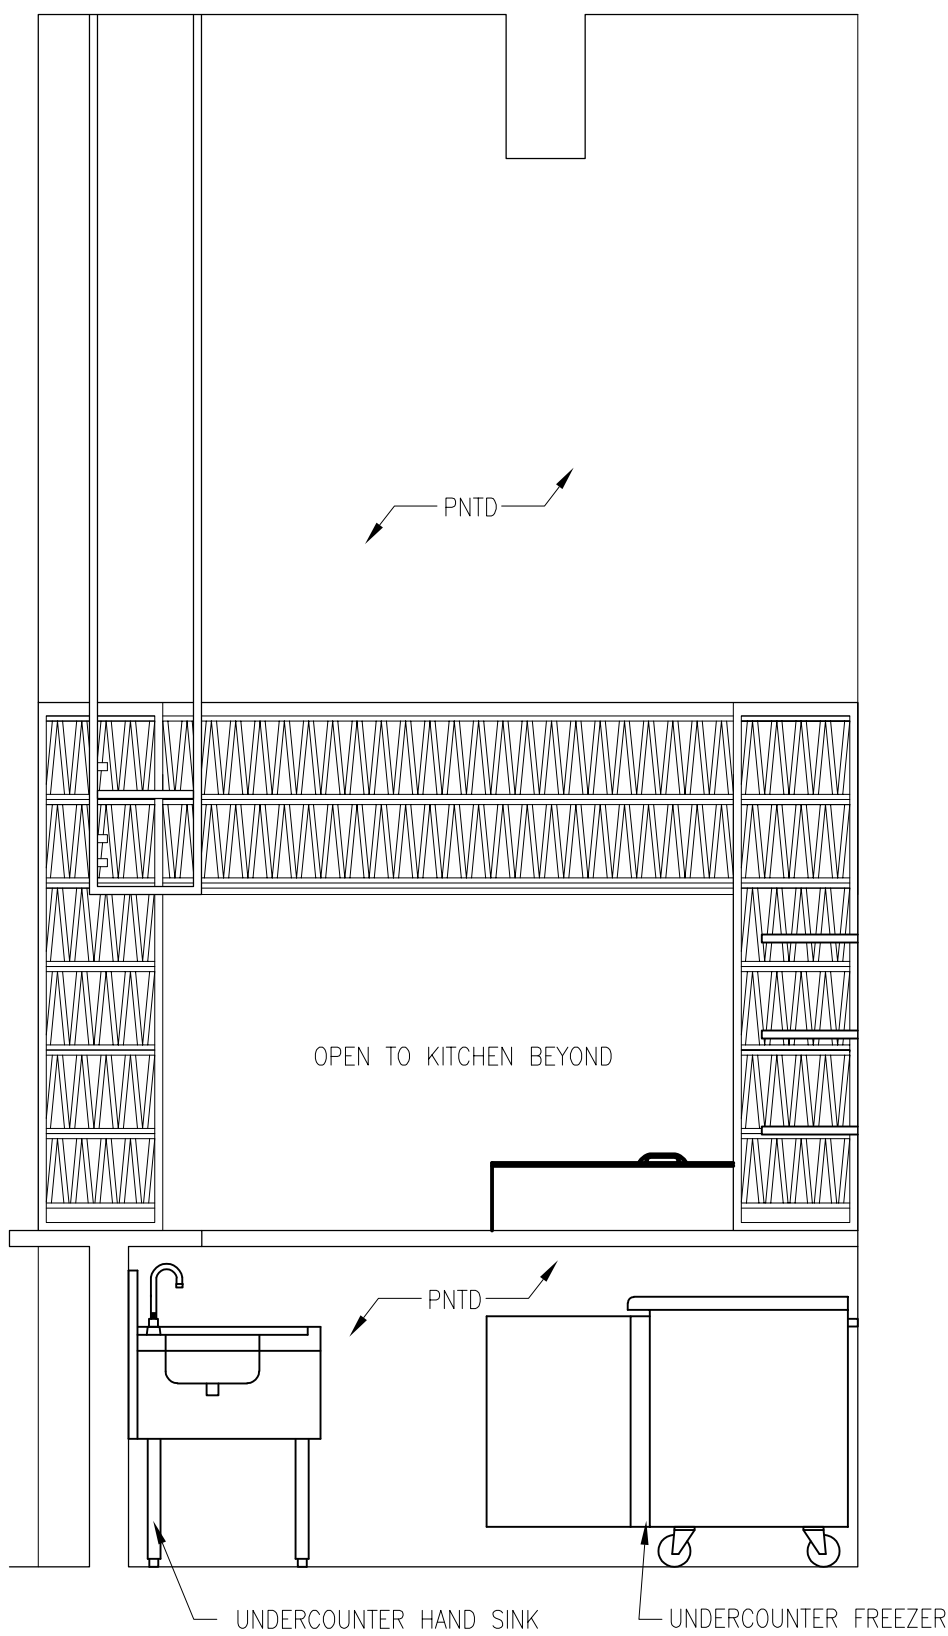 PNTD
OPEN TO KITCHEN BEYOND
PNTD
UNDERCOUNTER HAND SINK
UNDERCOUNTER FREEZER